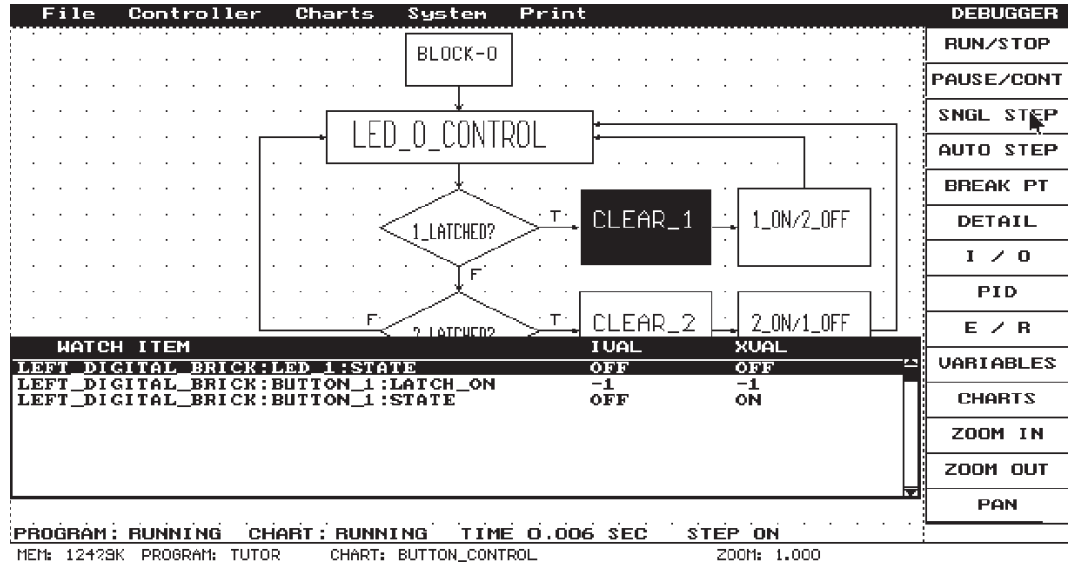 File Controller Charts System Print DEBUGGER
BLOCK-0
LED_0_CONTROL
1_LATCHED?
T
CLEAR_1
1_ON/2_OFF
F
F
2_LATCHED?
T
CLEAR_2
2_ON/1_OFF
RUN/STOP
PAUSE/CONT
SNGL STEP
AUTO STEP
BREAK PT
DETAIL
I / O
PID
E / R
VARIABLES
CHARTS
ZOOM IN
ZOOM OUT
PAN
WATCH ITEM IVAL XVAL
LEFT_DIGITAL_BRICK:LED_1:STATE OFF OFF
LEFT_DIGITAL_BRICK:BUTTON_1:LATCH_ON -1 -1
LEFT_DIGITAL_BRICK:BUTTON_1:STATE OFF ON
PROGRAM: RUNNING CHART: RUNNING TIME 0.006 SEC STEP ON
MEM: PROGRAM: TUTOR CHART: BUTTON_CONTROL ZOOM: 1.000